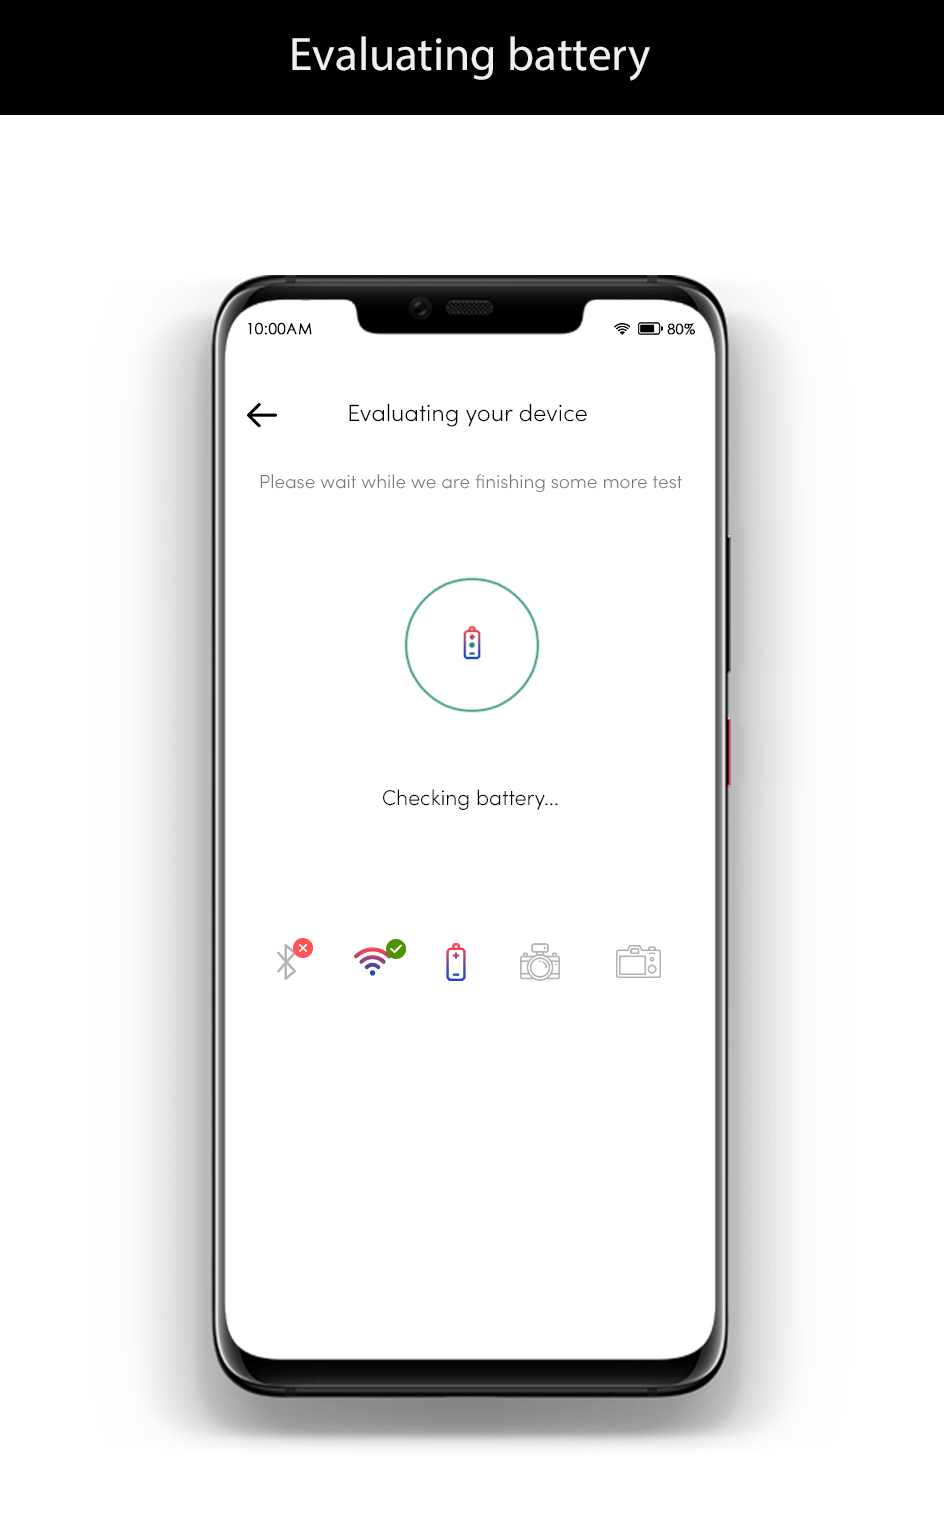 Evaluating battery
10:00AM 80%
Evaluating your device
Please wait while we are finishing some more test
Checking battery...